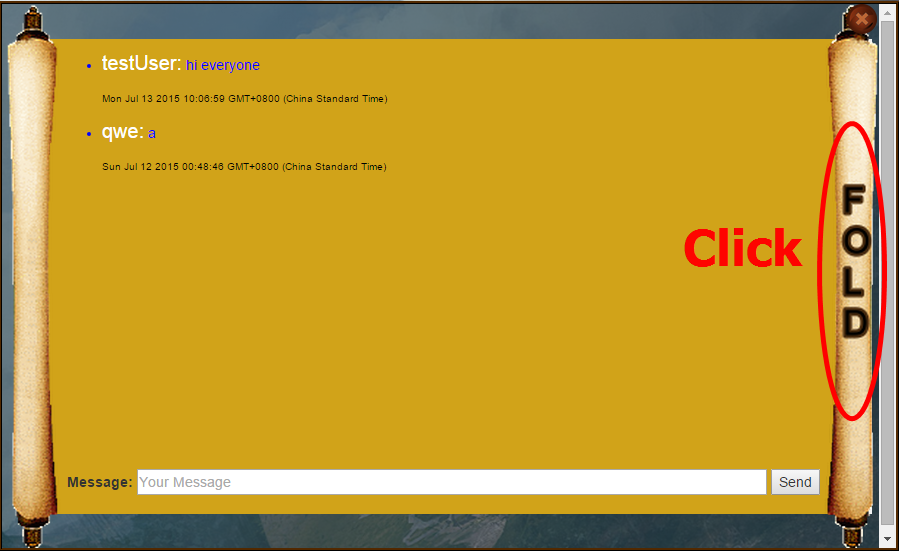 testUser: hi everyone
Mon Jul 13 2015 10:06:59 GMT+0800 (China Standard Time)
qwe: a
Sun Jul 12 2015 00:48:46 GMT+0800 (China Standard Time)
Click
FOLD
Message: Your Message Send